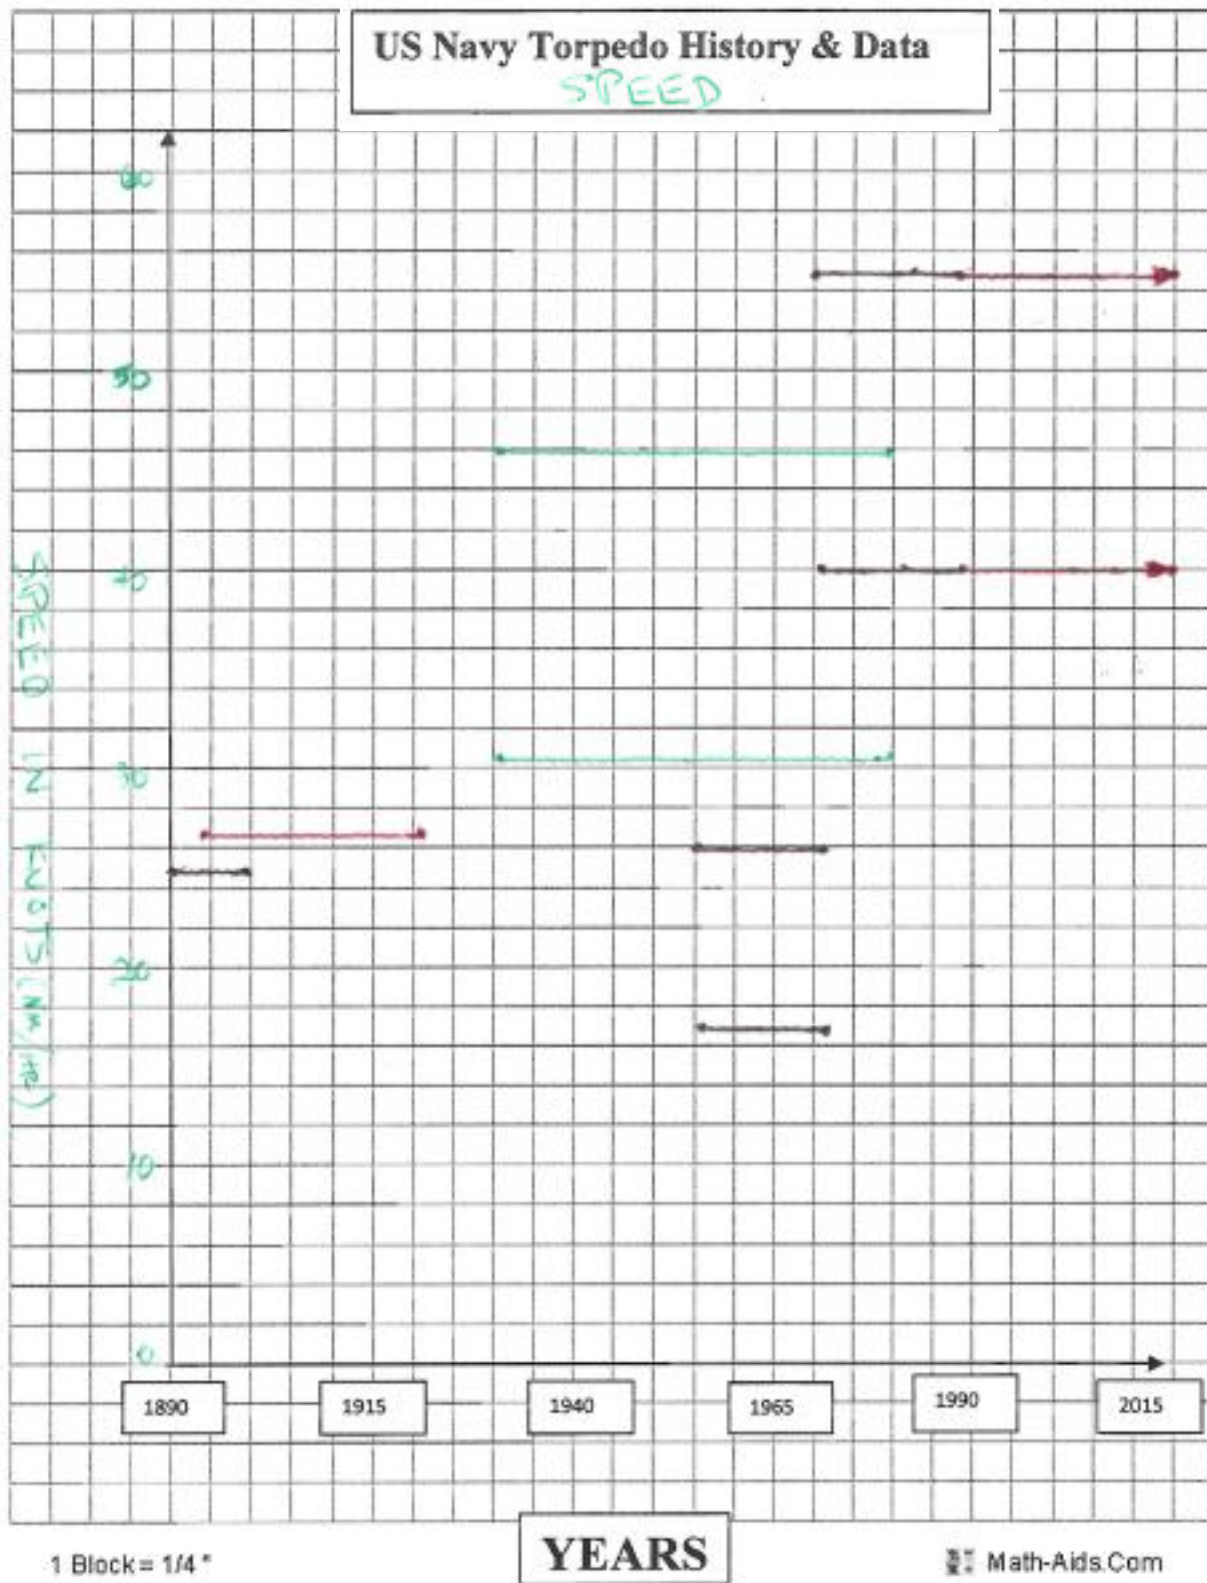 US Navy Torpedo History & Data
SPEED
60
50
40
30
20
10
0
SPEED IN KNOTS (NM/HR)
1890
1915
1940
1965
1990
2015
YEARS
1 Block = 1/4 "
Math-Aids.Com